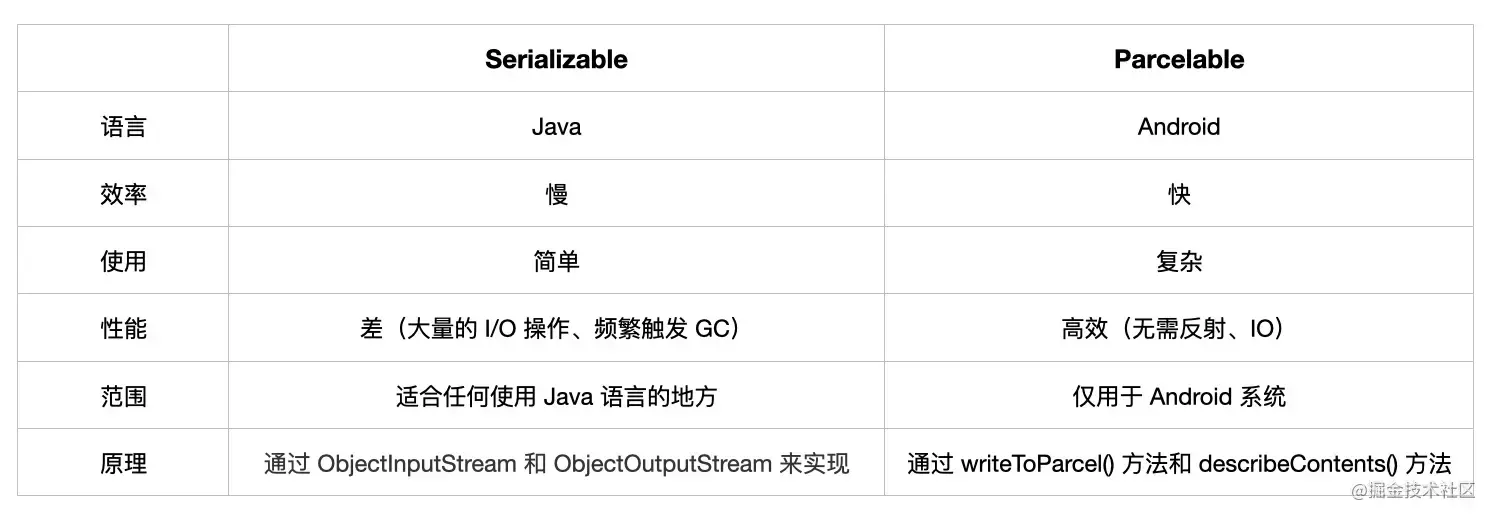 Serializable Parcelable
语言 Java Android
效率 慢 快
使用 简单 复杂
性能 差（大量的 I/O 操作、频繁触发 GC） 高效（无需反射、IO）
范围 适合任何使用 Java 语言的地方 仅用于 Android 系统
原理 通过 ObjectInputStream 和 ObjectOutputStream 来实现 通过 writeToParcel() 方法和 describeContents() 方法
@掘金技术社区